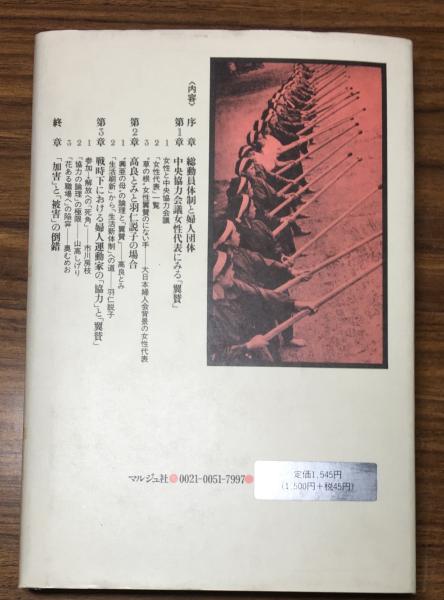 〈内容〉
序　章　総動員体制と婦人団体
第1章　中央協力会議女性代表にみる「翼賛」
1　女性と中央協力会議
2　「女性代表」一覧
3　"草の根"女性翼賛のにない手――大日本婦人会背景の女性代表
第2章　高良とみと羽仁説子の場合
1　"興亜の母"の論理と「翼賛」――高良とみ
2　「生活刷新」から「生活新体制」への道――羽仁説子
第3章　戦時下における婦人運動家の「協力」と「翼賛」
1　参加→解放への「死角」――市川房枝
2　「協力の論理」の極限――山高しげり
3　「花ある職場」への陥穽――奥むめお
終　章　「加害」と「被害」の倒錯
マルジュ社●0021-0051-7997●
定価1,545円
(1,500円+税45円)